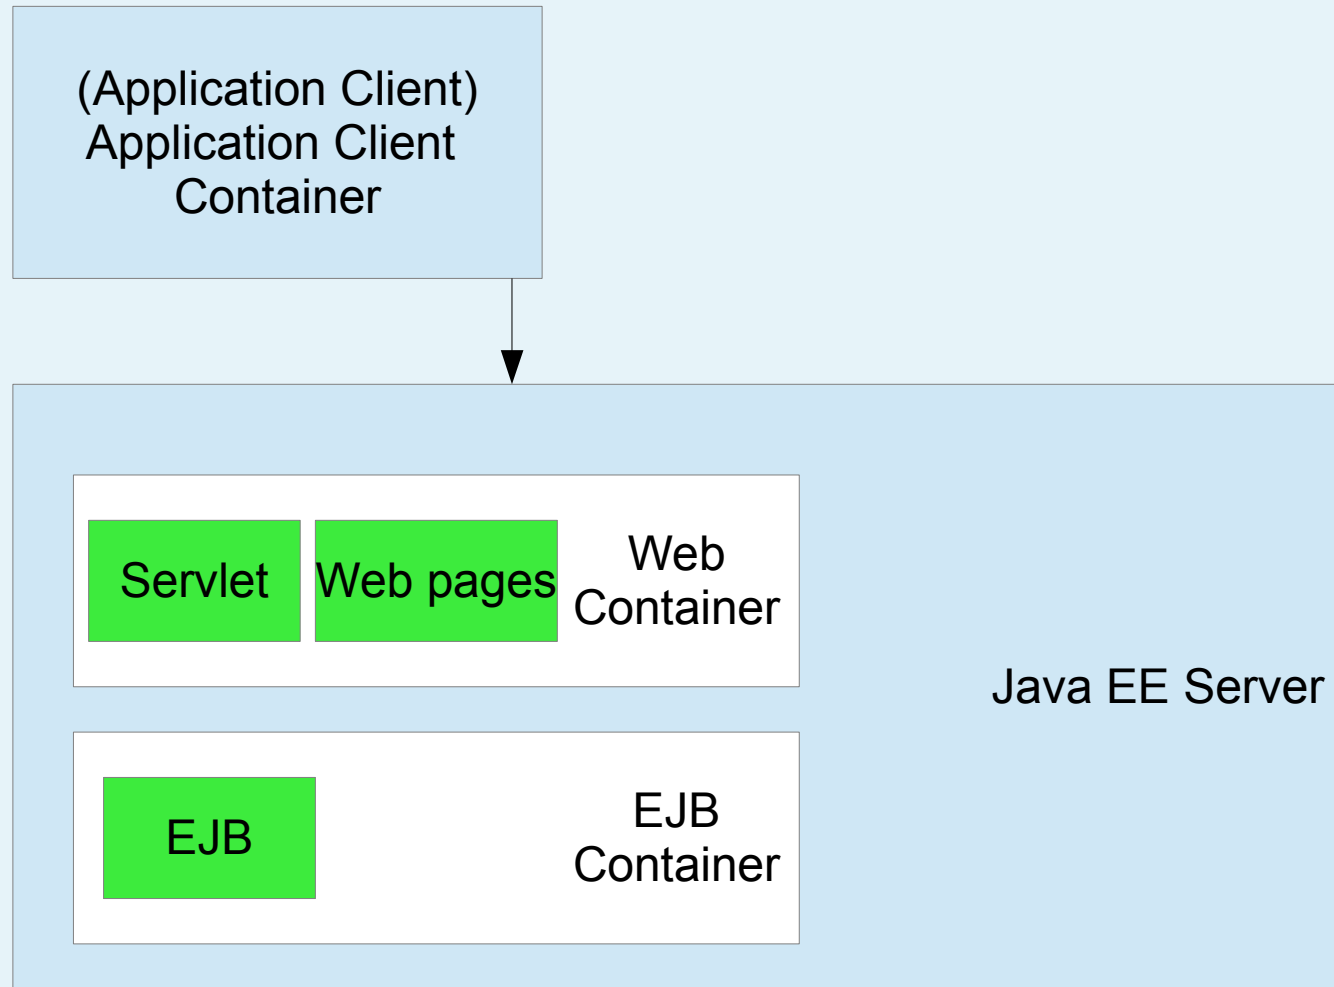 (Application Client)
Application Client
Container
Servlet
Web pages
Web
Container
Java EE Server
EJB
EJB
Container